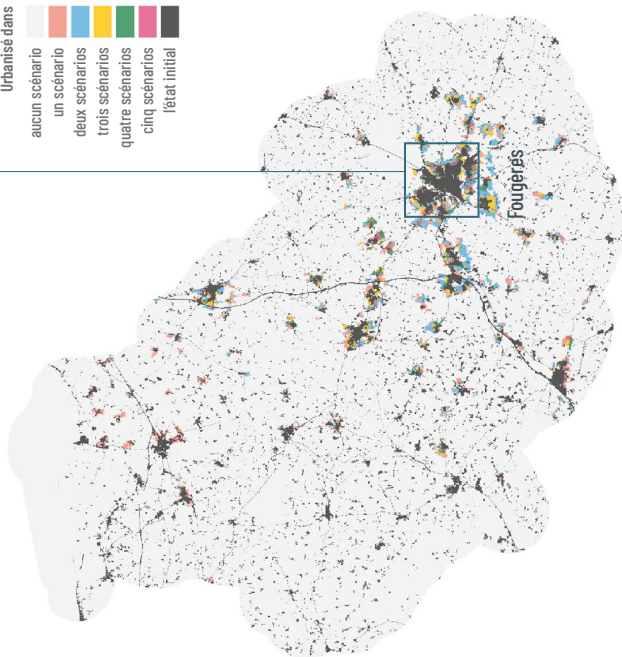 Urbanisé dans
aucun scénario
un scénario
deux scénarios
trois scénarios
quatre scénarios
cinq scénarios
l'état initial
Fougères